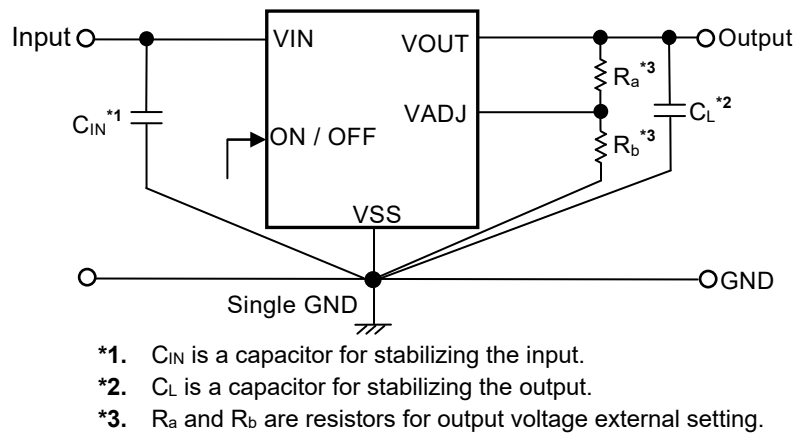 Input
VIN
VOUT
Output
Ra*3
CIN*1
VADJ
CL*2
ON / OFF
Rb*3
VSS
Single GND
GND
*1. CIN is a capacitor for stabilizing the input.
*2. CL is a capacitor for stabilizing the output.
*3. Ra and Rb are resistors for output voltage external setting.